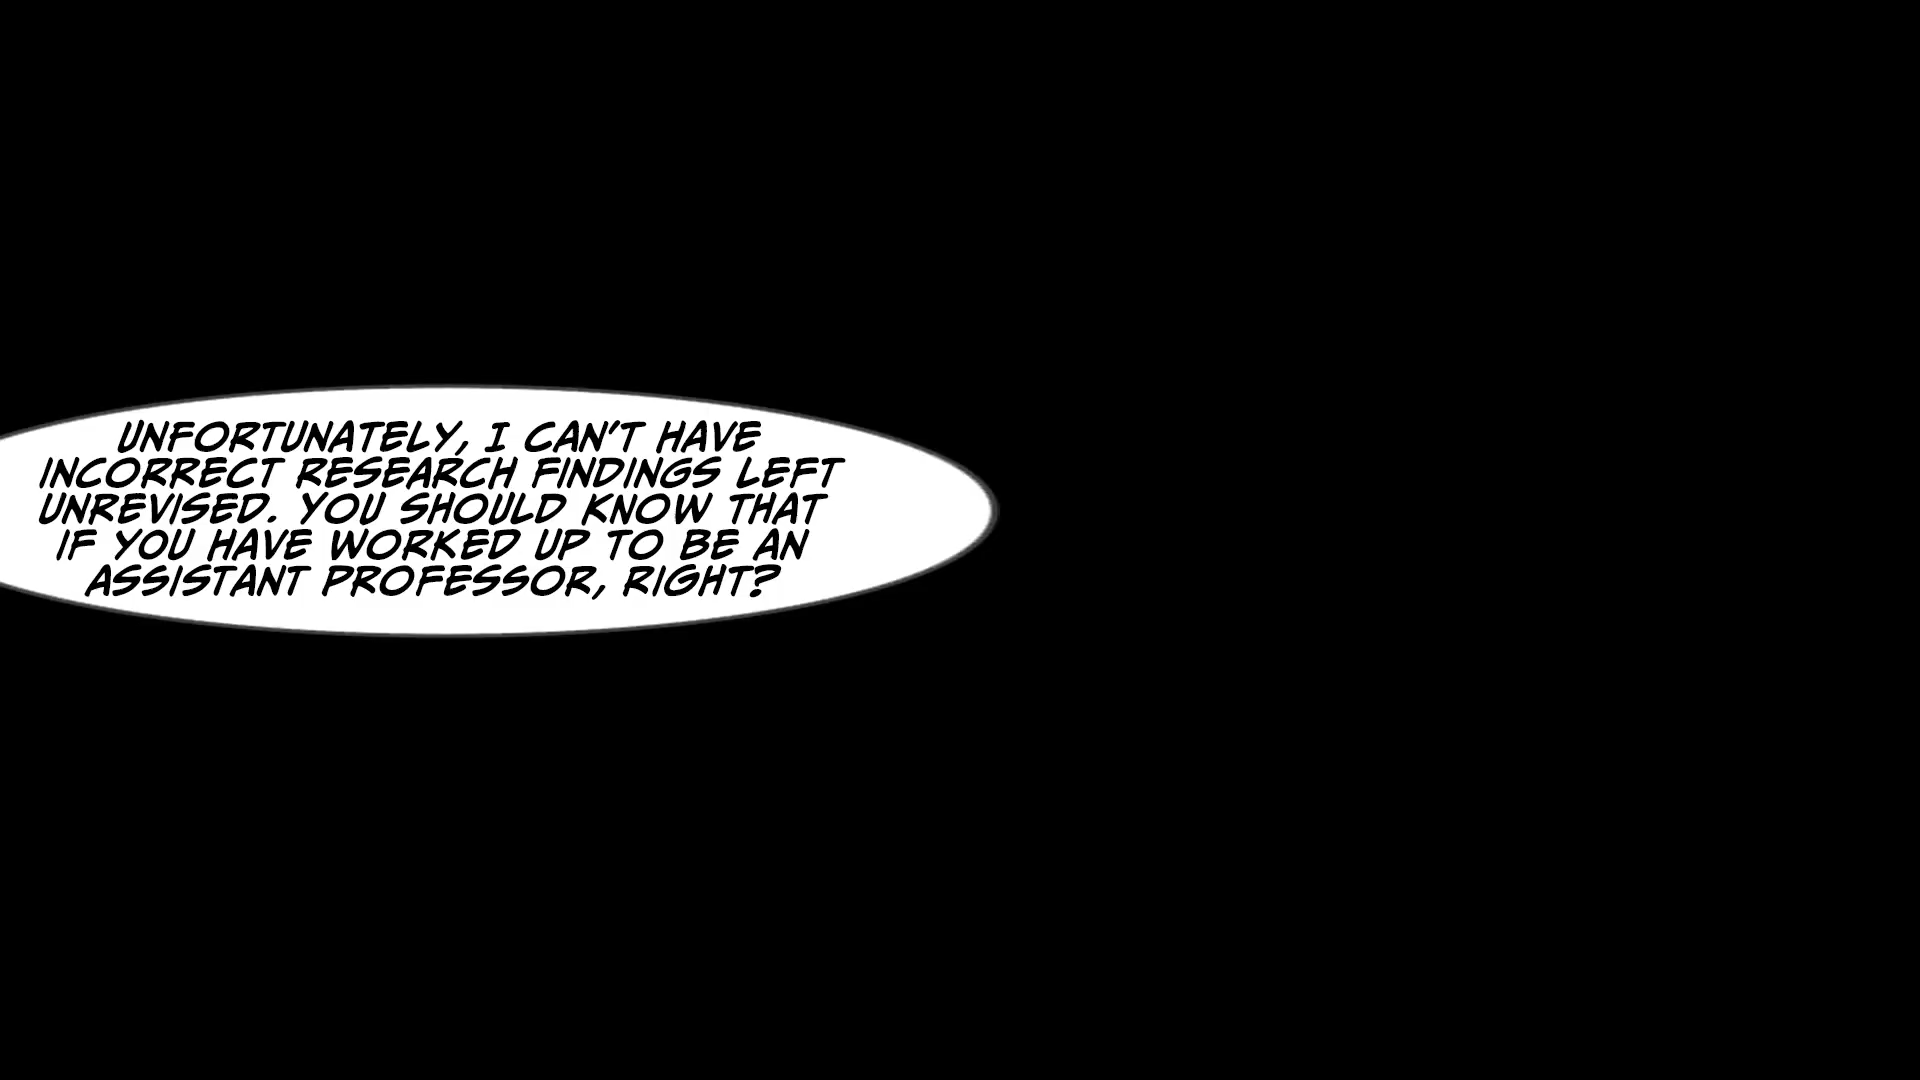 UNFORTUNATELY, I CAN'T HAVE
INCORRECT RESEARCH FINDINGS LEFT
UNREVISED. YOU SHOULD KNOW THAT
IF YOU HAVE WORKED UP TO BE AN
ASSISTANT PROFESSOR, RIGHT?